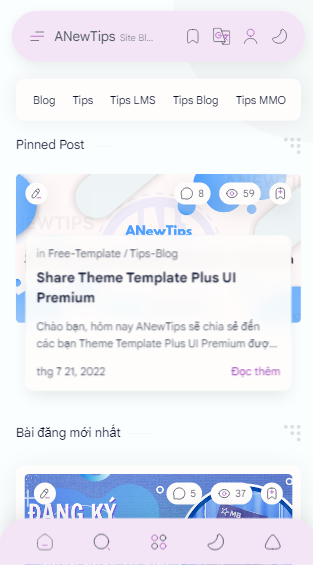 ANewTips Site Bl...
Blog Tips Tips LMS Tips Blog Tips MMO
Pinned Post
8 59
ANewTips
in Free-Template / Tips-Blog
Share Theme Template Plus UI
Premium
Chào bạn, hôm nay ANewTips sẽ chia sẻ đến
các bạn Theme Template Plus UI Premium đượ...
thg 7 21, 2022 Đọc thêm
Bài đăng mới nhất
5 37
ĐĂNG KÝ
MB